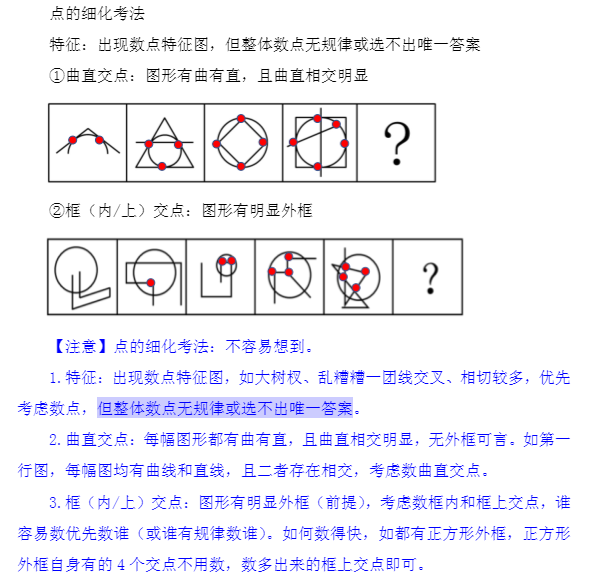 点的细化考法
特征：出现数点特征图，但整体数点无规律或选不出唯一答案
①曲直交点：图形有曲有直，且曲直相交明显
?
②框（内/上）交点：图形有明显外框
?
【注意】点的细化考法：不容易想到。
1.特征：出现数点特征图，如大树杈、乱糟糟一团线交叉、相切较多，优先
考虑数点，但整体数点无规律或选不出唯一答案。
2.曲直交点：每幅图形都有曲有直，且曲直相交明显，无外框可言。如第一
行图，每幅图均有曲线和直线，且二者存在相交，考虑数曲直交点。
3.框（内/上）交点：图形有明显外框（前提），考虑数框内和框上交点，谁
容易数优先数谁（或谁有规律数谁）。如何数得快，如都有正方形外框，正方形
外框自身有的 4 个交点不用数，数多出来的框上交点即可。